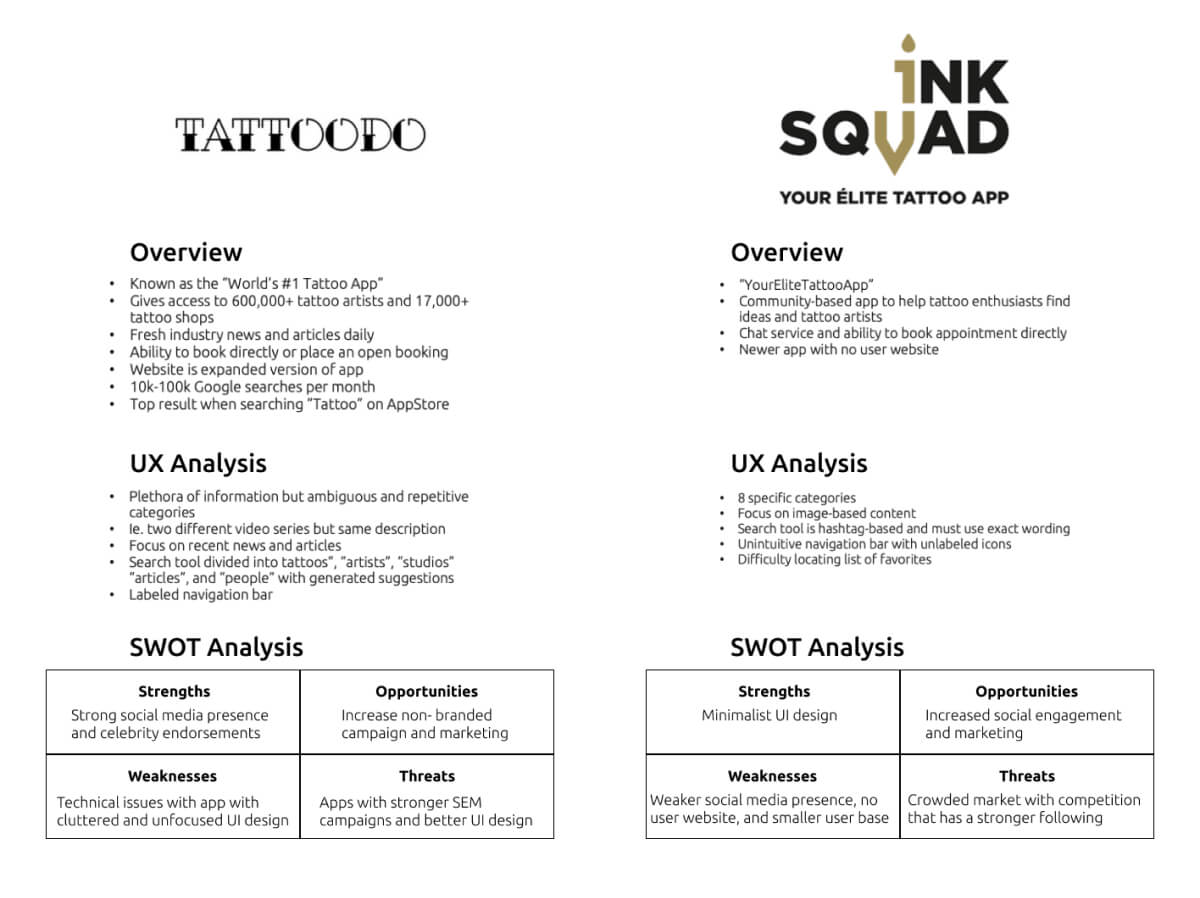 TATTOODO
Overview
• Known as the “World’s #1 Tattoo App”
• Gives access to 600,000+ tattoo artists and 17,000+
tattoo shops
• Fresh industry news and articles daily
• Ability to book directly or place an open booking
• Website is expanded version of app
• 10k-100k Google searches per month
• Top result when searching “Tattoo” on AppStore
UX Analysis
• Plethora of information but ambiguous and repetitive
categories
• Ie. two different video series but same description
• Focus on recent news and articles
• Search tool divided into tattoos”, “artists”, “studios”
“articles”, and “people” with generated suggestions
• Labeled navigation bar
SWOT Analysis
Strengths
Strong social media presence
and celebrity endorsements
Opportunities
Increase non- branded
campaign and marketing
Weaknesses
Technical issues with app with
cluttered and unfocused UI design
Threats
Apps with stronger SEM
campaigns and better UI design
iNK
SQUAD
YOUR ÉLITE TATTOO APP
Overview
• “YourEliteTattooApp”
• Community-based app to help tattoo enthusiasts find
ideas and tattoo artists
• Chat service and ability to book appointment directly
• Newer app with no user website
UX Analysis
• 8 specific categories
• Focus on image-based content
• Search tool is hashtag-based and must use exact wording
• Unintuitive navigation bar with unlabeled icons
• Difficulty locating list of favorites
SWOT Analysis
Strengths
Minimalist UI design
Opportunities
Increased social engagement
and marketing
Weaknesses
Weaker social media presence, no
user website, and smaller user base
Threats
Crowded market with competition
that has a stronger following